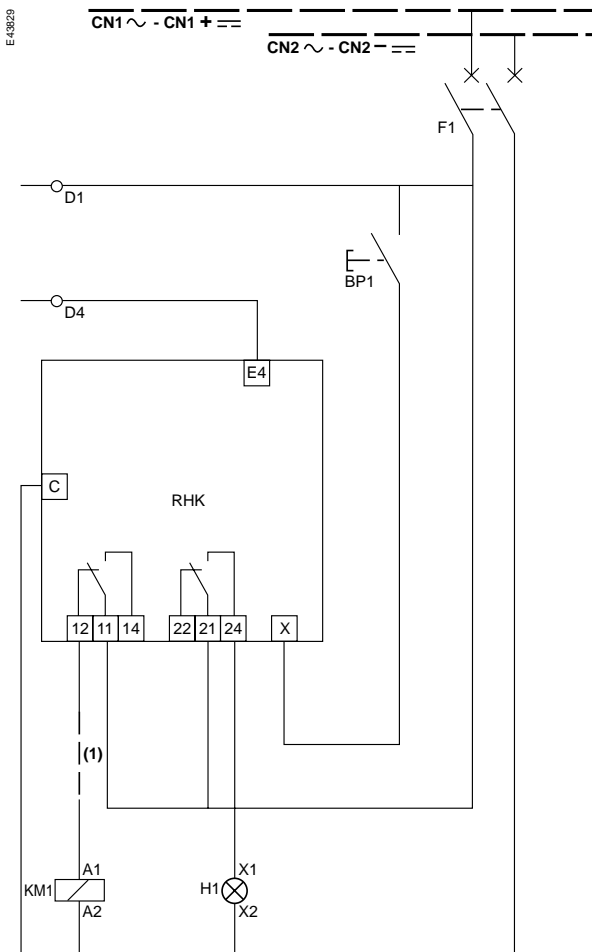 E43829
CN1 ∼ - CN1 + ⎓
CN2 ∼ - CN2 − ⎓
F1
D1
BP1
D4
E4
C
RHK
12 11 14 22 21 24 X
(1)
A1 X1
KM1 H1
A2 X2